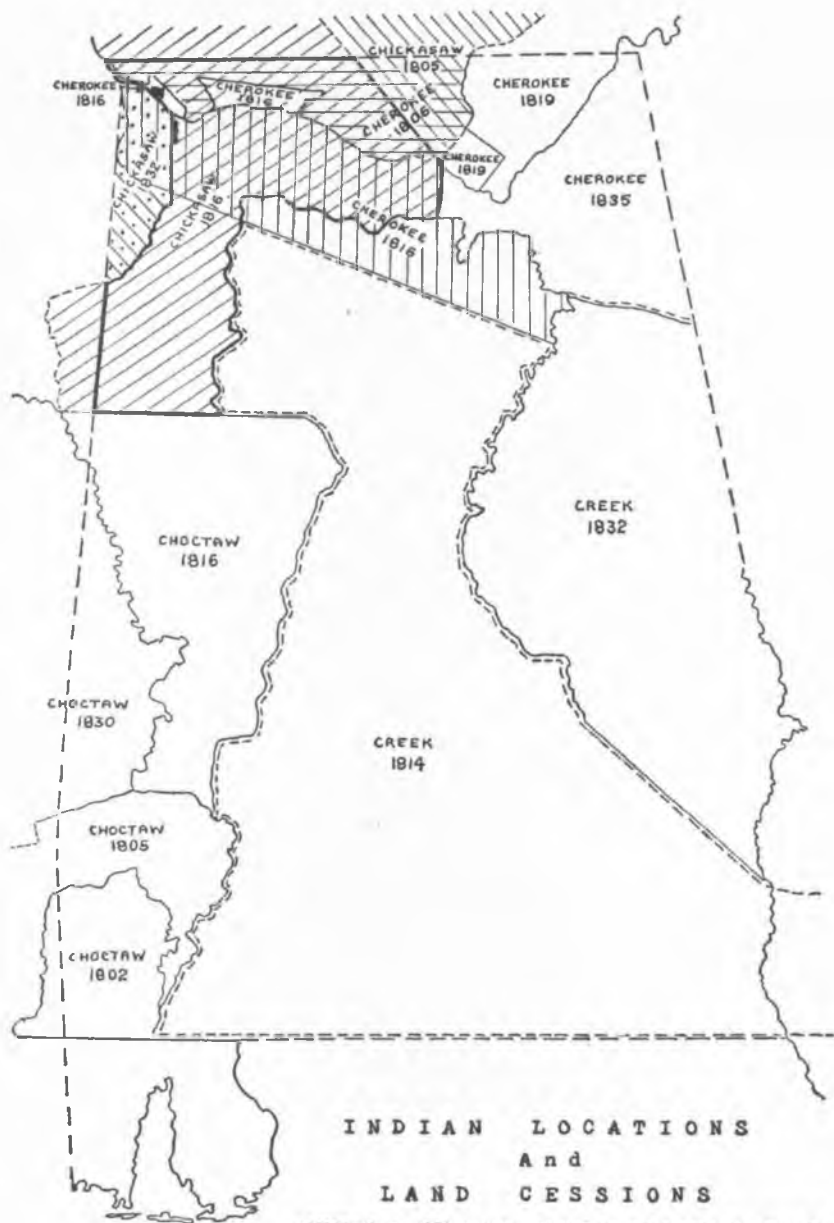 CHICKASAW
1805
CHEROKEE
1816
CHEROKEE
1816
CHEROKEE
1806
CHEROKEE
1819
CHEROKEE
1819
CHICKASAW
1832
CHICKASAW
1816
CHEROKEE
1835
CHEROKEE
1816
CREEK
1832
CHOCTAW
1816
CHOCTAW
1830
CREEK
1814
CHOCTAW
1805
CHOCTAW
1802
INDIAN LOCATIONS
And
LAND CESSIONS